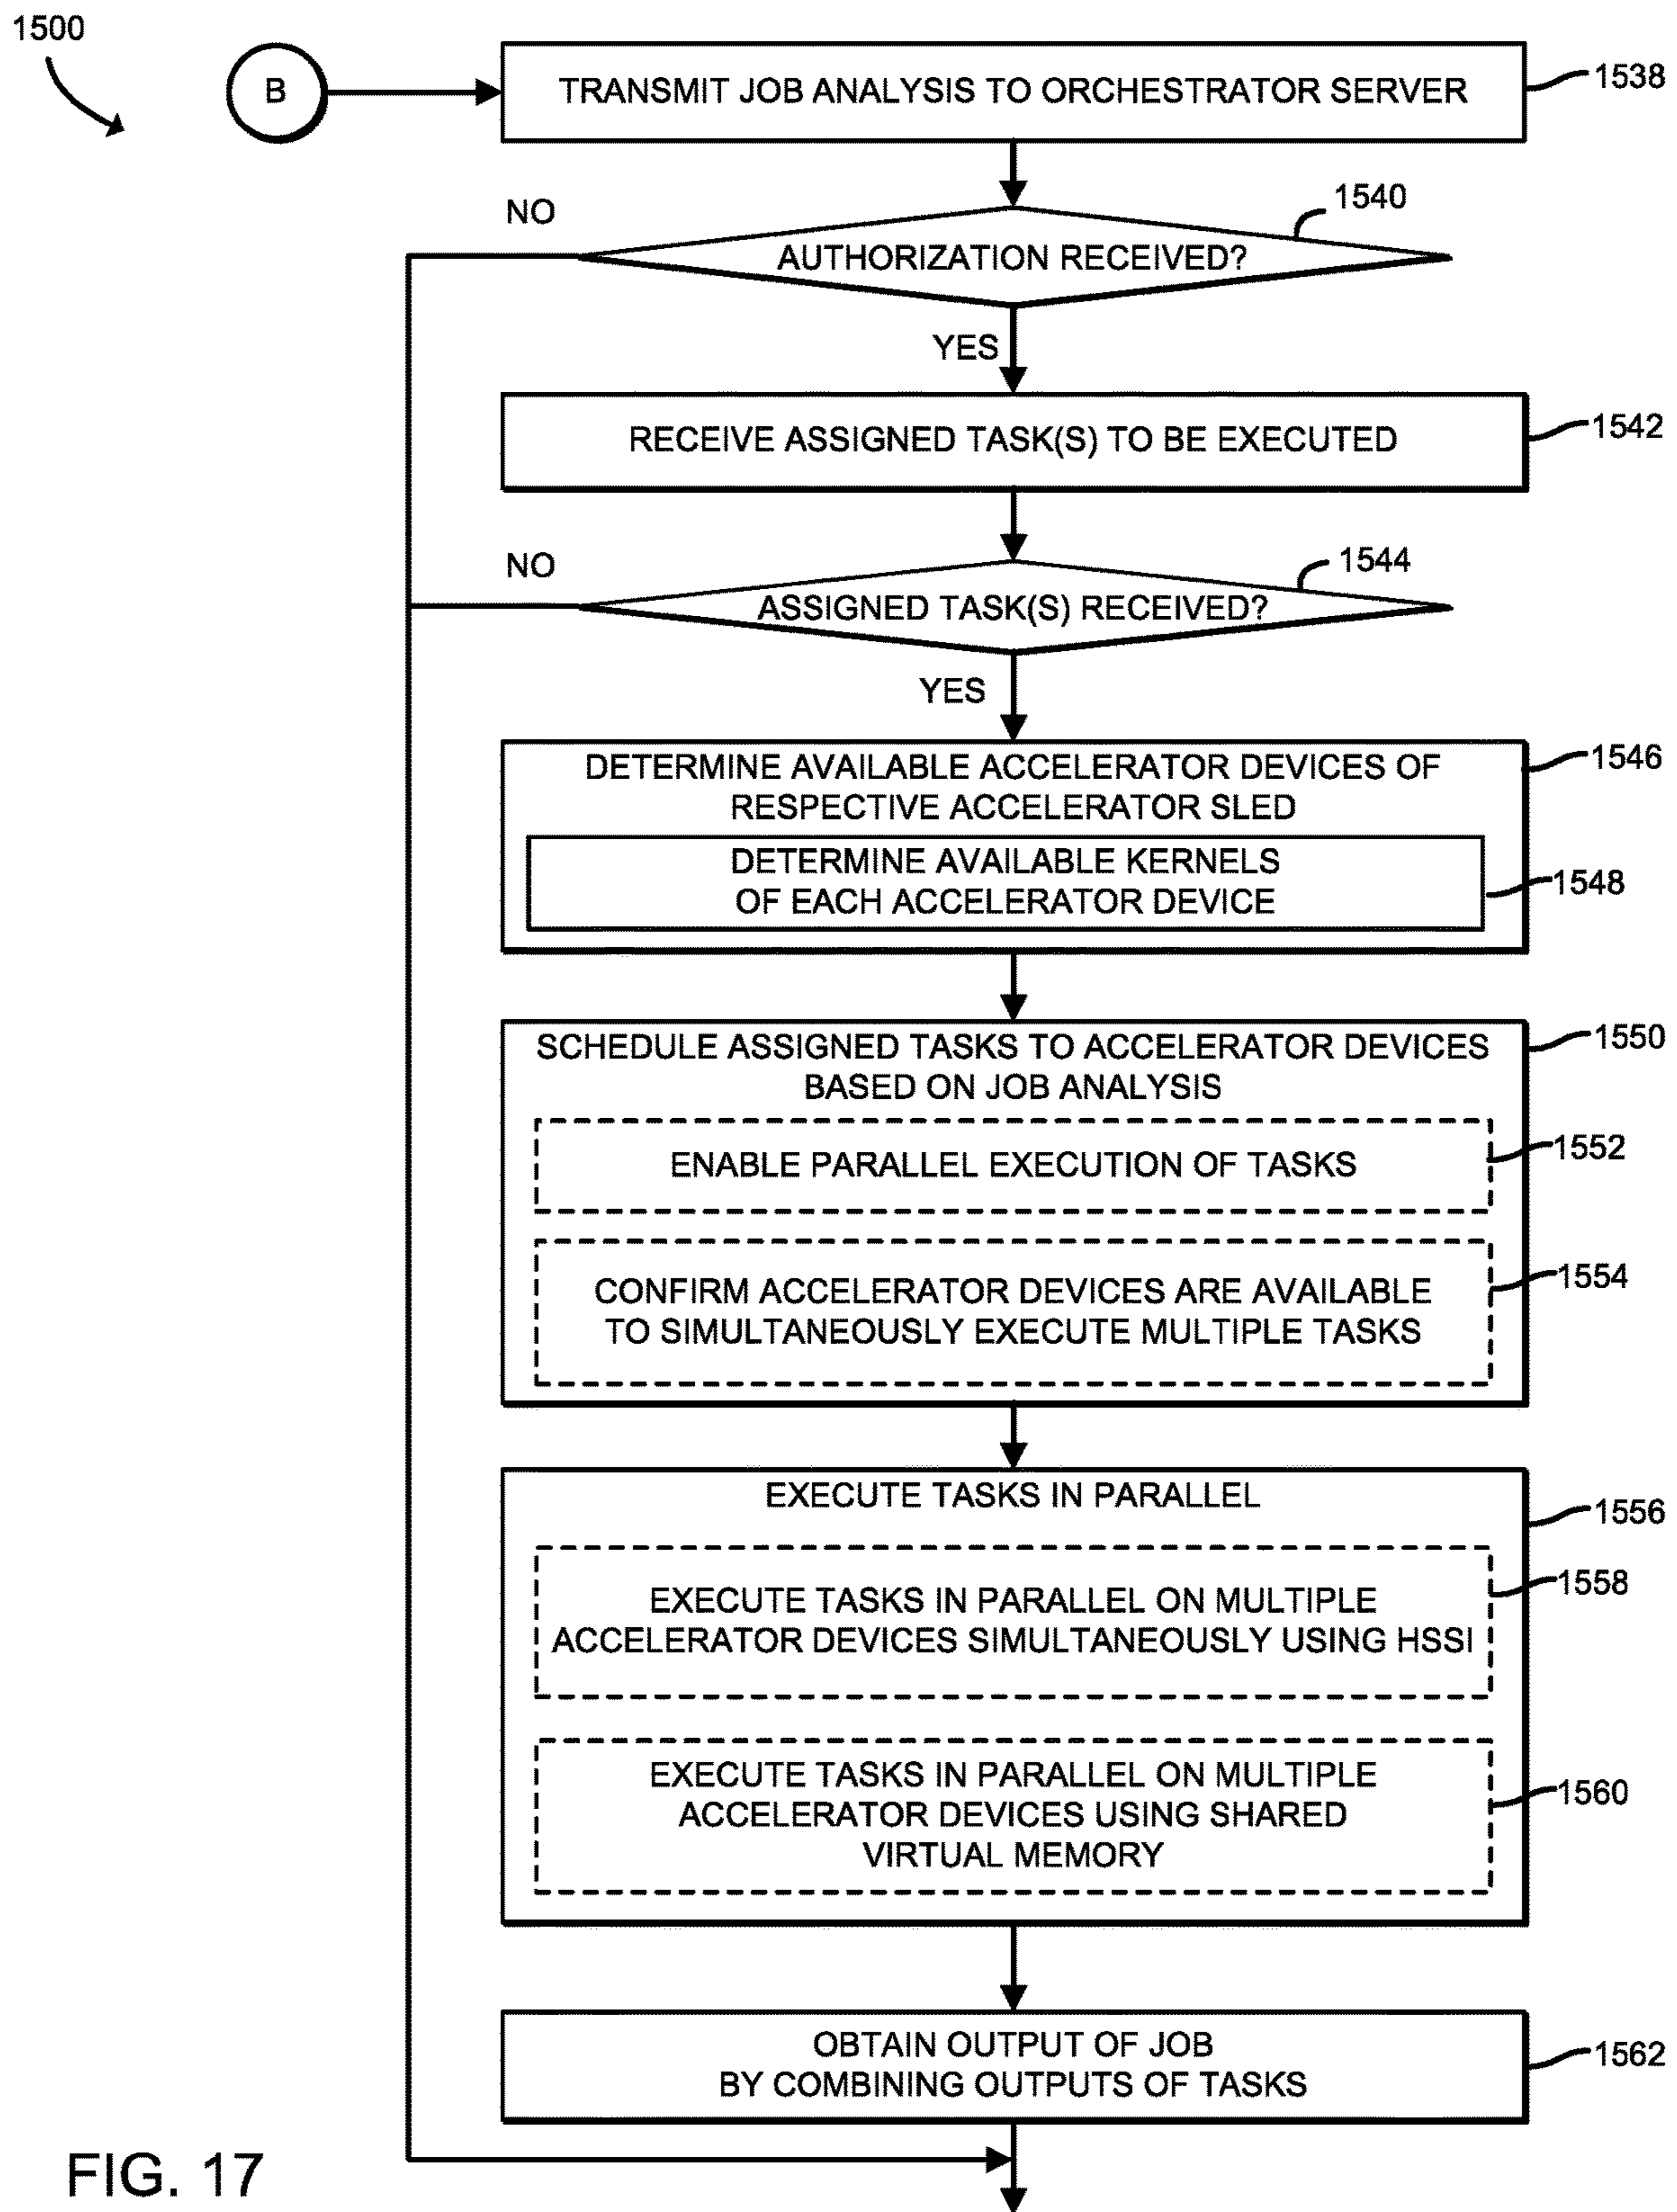 1500
B
TRANSMIT JOB ANALYSIS TO ORCHESTRATOR SERVER
1538
NO
1540
AUTHORIZATION RECEIVED?
YES
RECEIVE ASSIGNED TASK(S) TO BE EXECUTED
1542
NO
1544
ASSIGNED TASK(S) RECEIVED?
YES
DETERMINE AVAILABLE ACCELERATOR DEVICES OF
RESPECTIVE ACCELERATOR SLED
1546
DETERMINE AVAILABLE KERNELS
OF EACH ACCELERATOR DEVICE
1548
SCHEDULE ASSIGNED TASKS TO ACCELERATOR DEVICES
BASED ON JOB ANALYSIS
1550
ENABLE PARALLEL EXECUTION OF TASKS
1552
CONFIRM ACCELERATOR DEVICES ARE AVAILABLE
TO SIMULTANEOUSLY EXECUTE MULTIPLE TASKS
1554
EXECUTE TASKS IN PARALLEL
1556
EXECUTE TASKS IN PARALLEL ON MULTIPLE
ACCELERATOR DEVICES SIMULTANEOUSLY USING HSSI
1558
EXECUTE TASKS IN PARALLEL ON MULTIPLE
ACCELERATOR DEVICES USING SHARED
VIRTUAL MEMORY
1560
OBTAIN OUTPUT OF JOB
BY COMBINING OUTPUTS OF TASKS
1562
FIG. 17